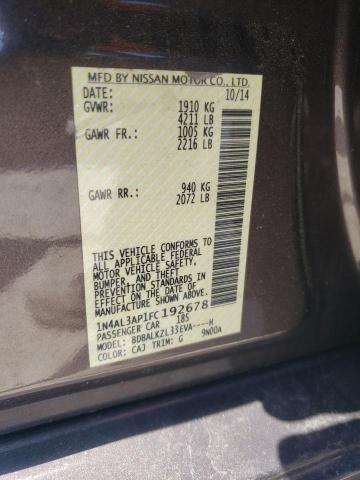 MFD BY NISSAN MOTOR CO., LTD.
DATE: 10/14
GVWR: 1910 KG
4211 LB
GAWR FR: 1005 KG
2216 LB
GAWR RR: 940 KG
2072 LB
THIS VEHICLE CONFORMS TO
ALL APPLICABLE FEDERAL
MOTOR VEHICLE SAFETY,
BUMPER, AND THEFT
PREVENTION STANDARDS IN
EFFECT ON THE DATE OF
MANUFACTURE SHOWN ABOVE.
1N4AL3AP1FC192678
PASSENGER CAR 185
MODEL: BDBALKZL33EVA----H
COLOR: CAJ TRIM: G 9N00A